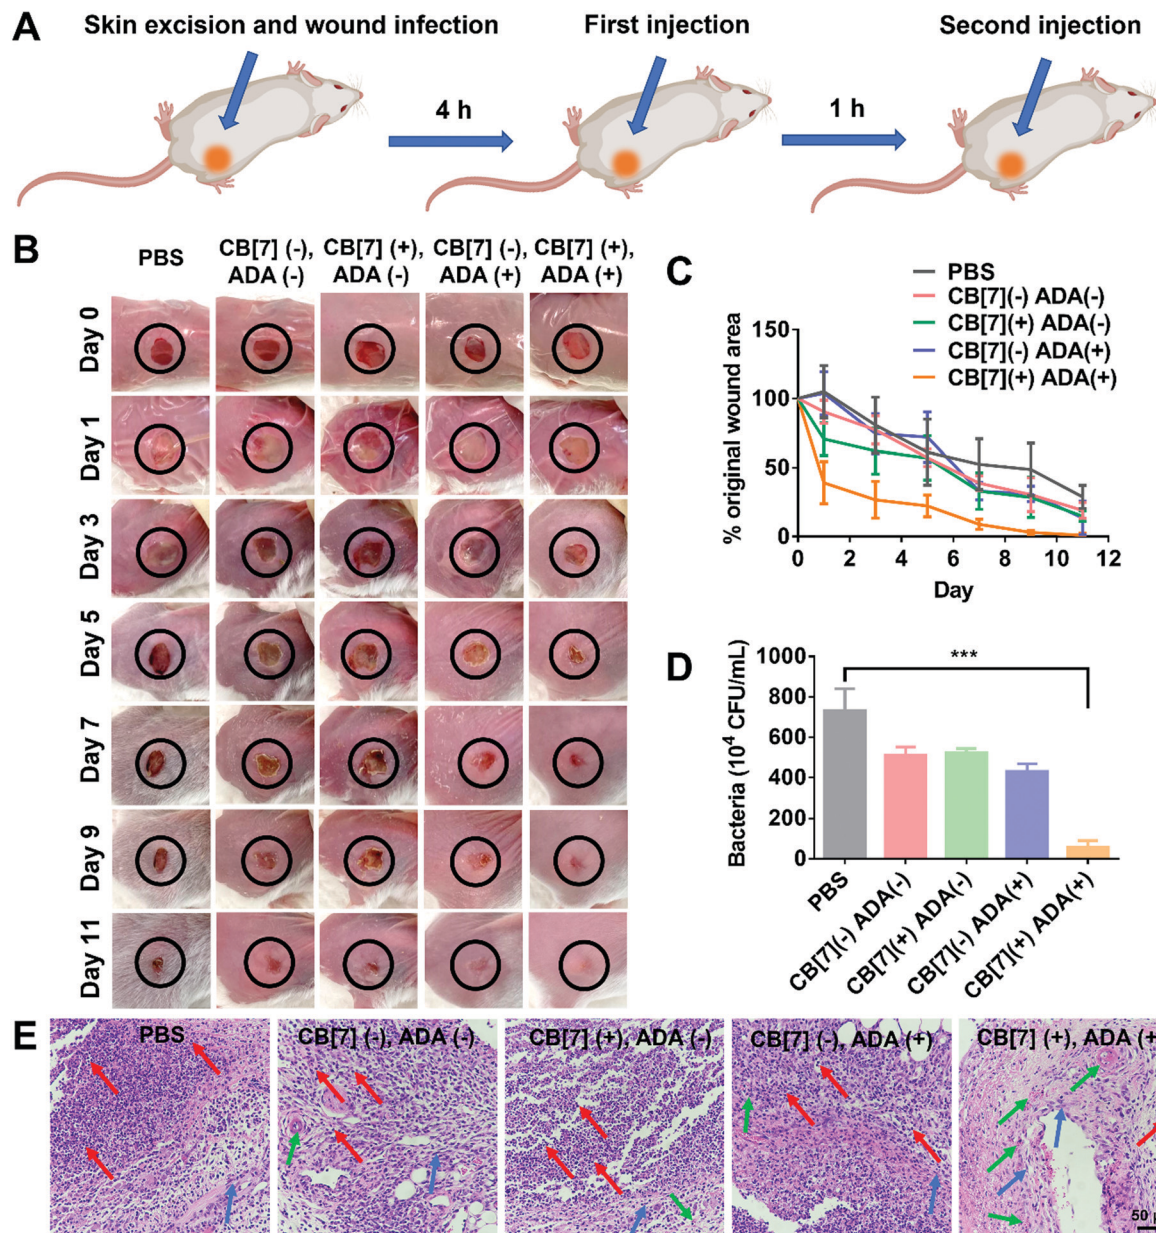 A
Skin excision and wound infection
First injection
Second injection
4 h
1 h
B
PBS
CB[7] (-),
ADA (-)
CB[7] (+),
ADA (-)
CB[7] (-),
ADA (+)
CB[7] (+),
ADA (+)
Day 0
Day 1
Day 3
Day 5
Day 7
Day 9
Day 11
C
PBS
CB[7](-) ADA(-)
CB[7](+) ADA(-)
CB[7](-) ADA(+)
CB[7](+) ADA(+)
% original wound area
150
100
50
0
0 2 4 6 8 10 12
Day
D
***
Bacteria (10⁴ CFU/mL)
1000
800
600
400
200
0
PBS
CB[7](-) ADA(-)
CB[7](+) ADA(-)
CB[7](-) ADA(+)
CB[7](+) ADA(+)
E
PBS
CB[7] (-), ADA (-)
CB[7] (+), ADA (-)
CB[7] (-), ADA (+)
CB[7] (+), ADA (+
50